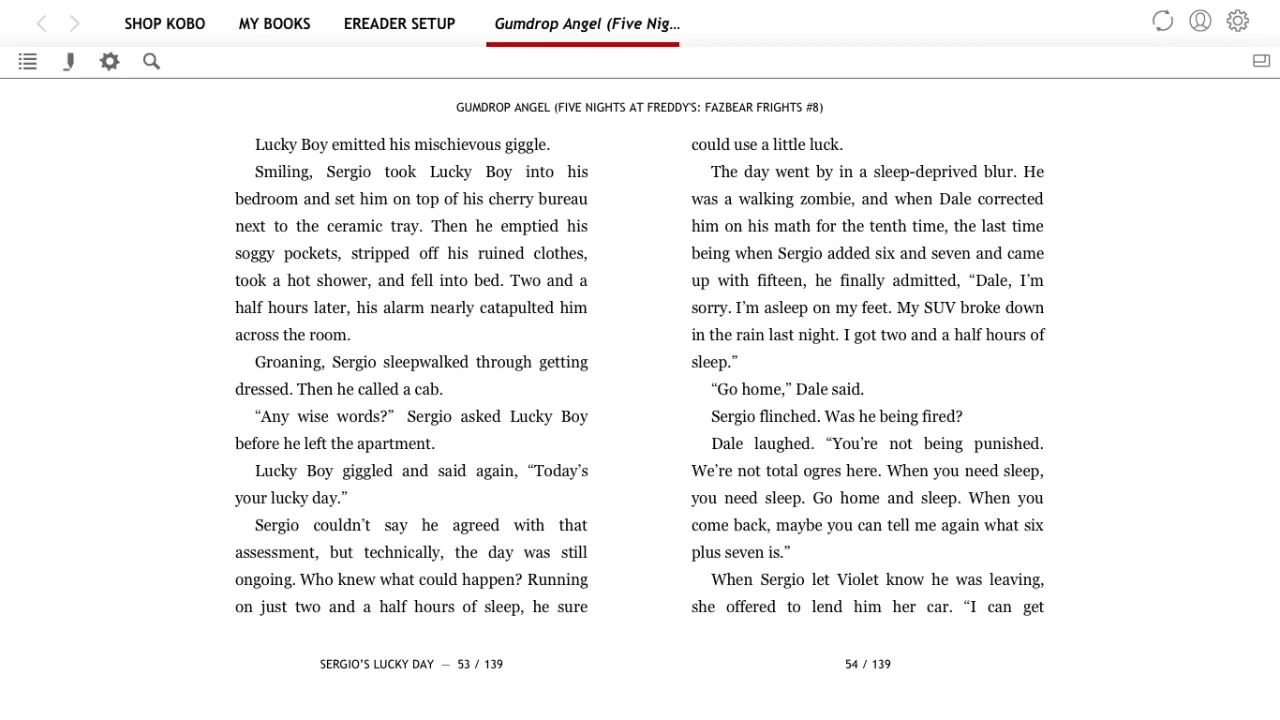 SHOP KOBO MY BOOKS EREADER SETUP Gumdrop Angel (Five Nig...
GUMDROP ANGEL (FIVE NIGHTS AT FREDDY'S: FAZBEAR FRIGHTS #8)
Lucky Boy emitted his mischievous giggle.
Smiling, Sergio took Lucky Boy into his
bedroom and set him on top of his cherry bureau
next to the ceramic tray. Then he emptied his
soggy pockets, stripped off his ruined clothes,
took a hot shower, and fell into bed. Two and a
half hours later, his alarm nearly catapulted him
across the room.
Groaning, Sergio sleepwalked through getting
dressed. Then he called a cab.
“Any wise words?” Sergio asked Lucky Boy
before he left the apartment.
Lucky Boy giggled and said again, “Today’s
your lucky day.”
Sergio couldn’t say he agreed with that
assessment, but technically, the day was still
ongoing. Who knew what could happen? Running
on just two and a half hours of sleep, he sure
SERGIO’S LUCKY DAY – 53 / 139
could use a little luck.
The day went by in a sleep-deprived blur. He
was a walking zombie, and when Dale corrected
him on his math for the tenth time, the last time
being when Sergio added six and seven and came
up with fifteen, he finally admitted, “Dale, I’m
sorry. I’m asleep on my feet. My SUV broke down
in the rain last night. I got two and a half hours of
sleep.”
“Go home,” Dale said.
Sergio flinched. Was he being fired?
Dale laughed. “You’re not being punished.
We’re not total ogres here. When you need sleep,
you need sleep. Go home and sleep. When you
come back, maybe you can tell me again what six
plus seven is.”
When Sergio let Violet know he was leaving,
she offered to lend him her car. “I can get
54 / 139